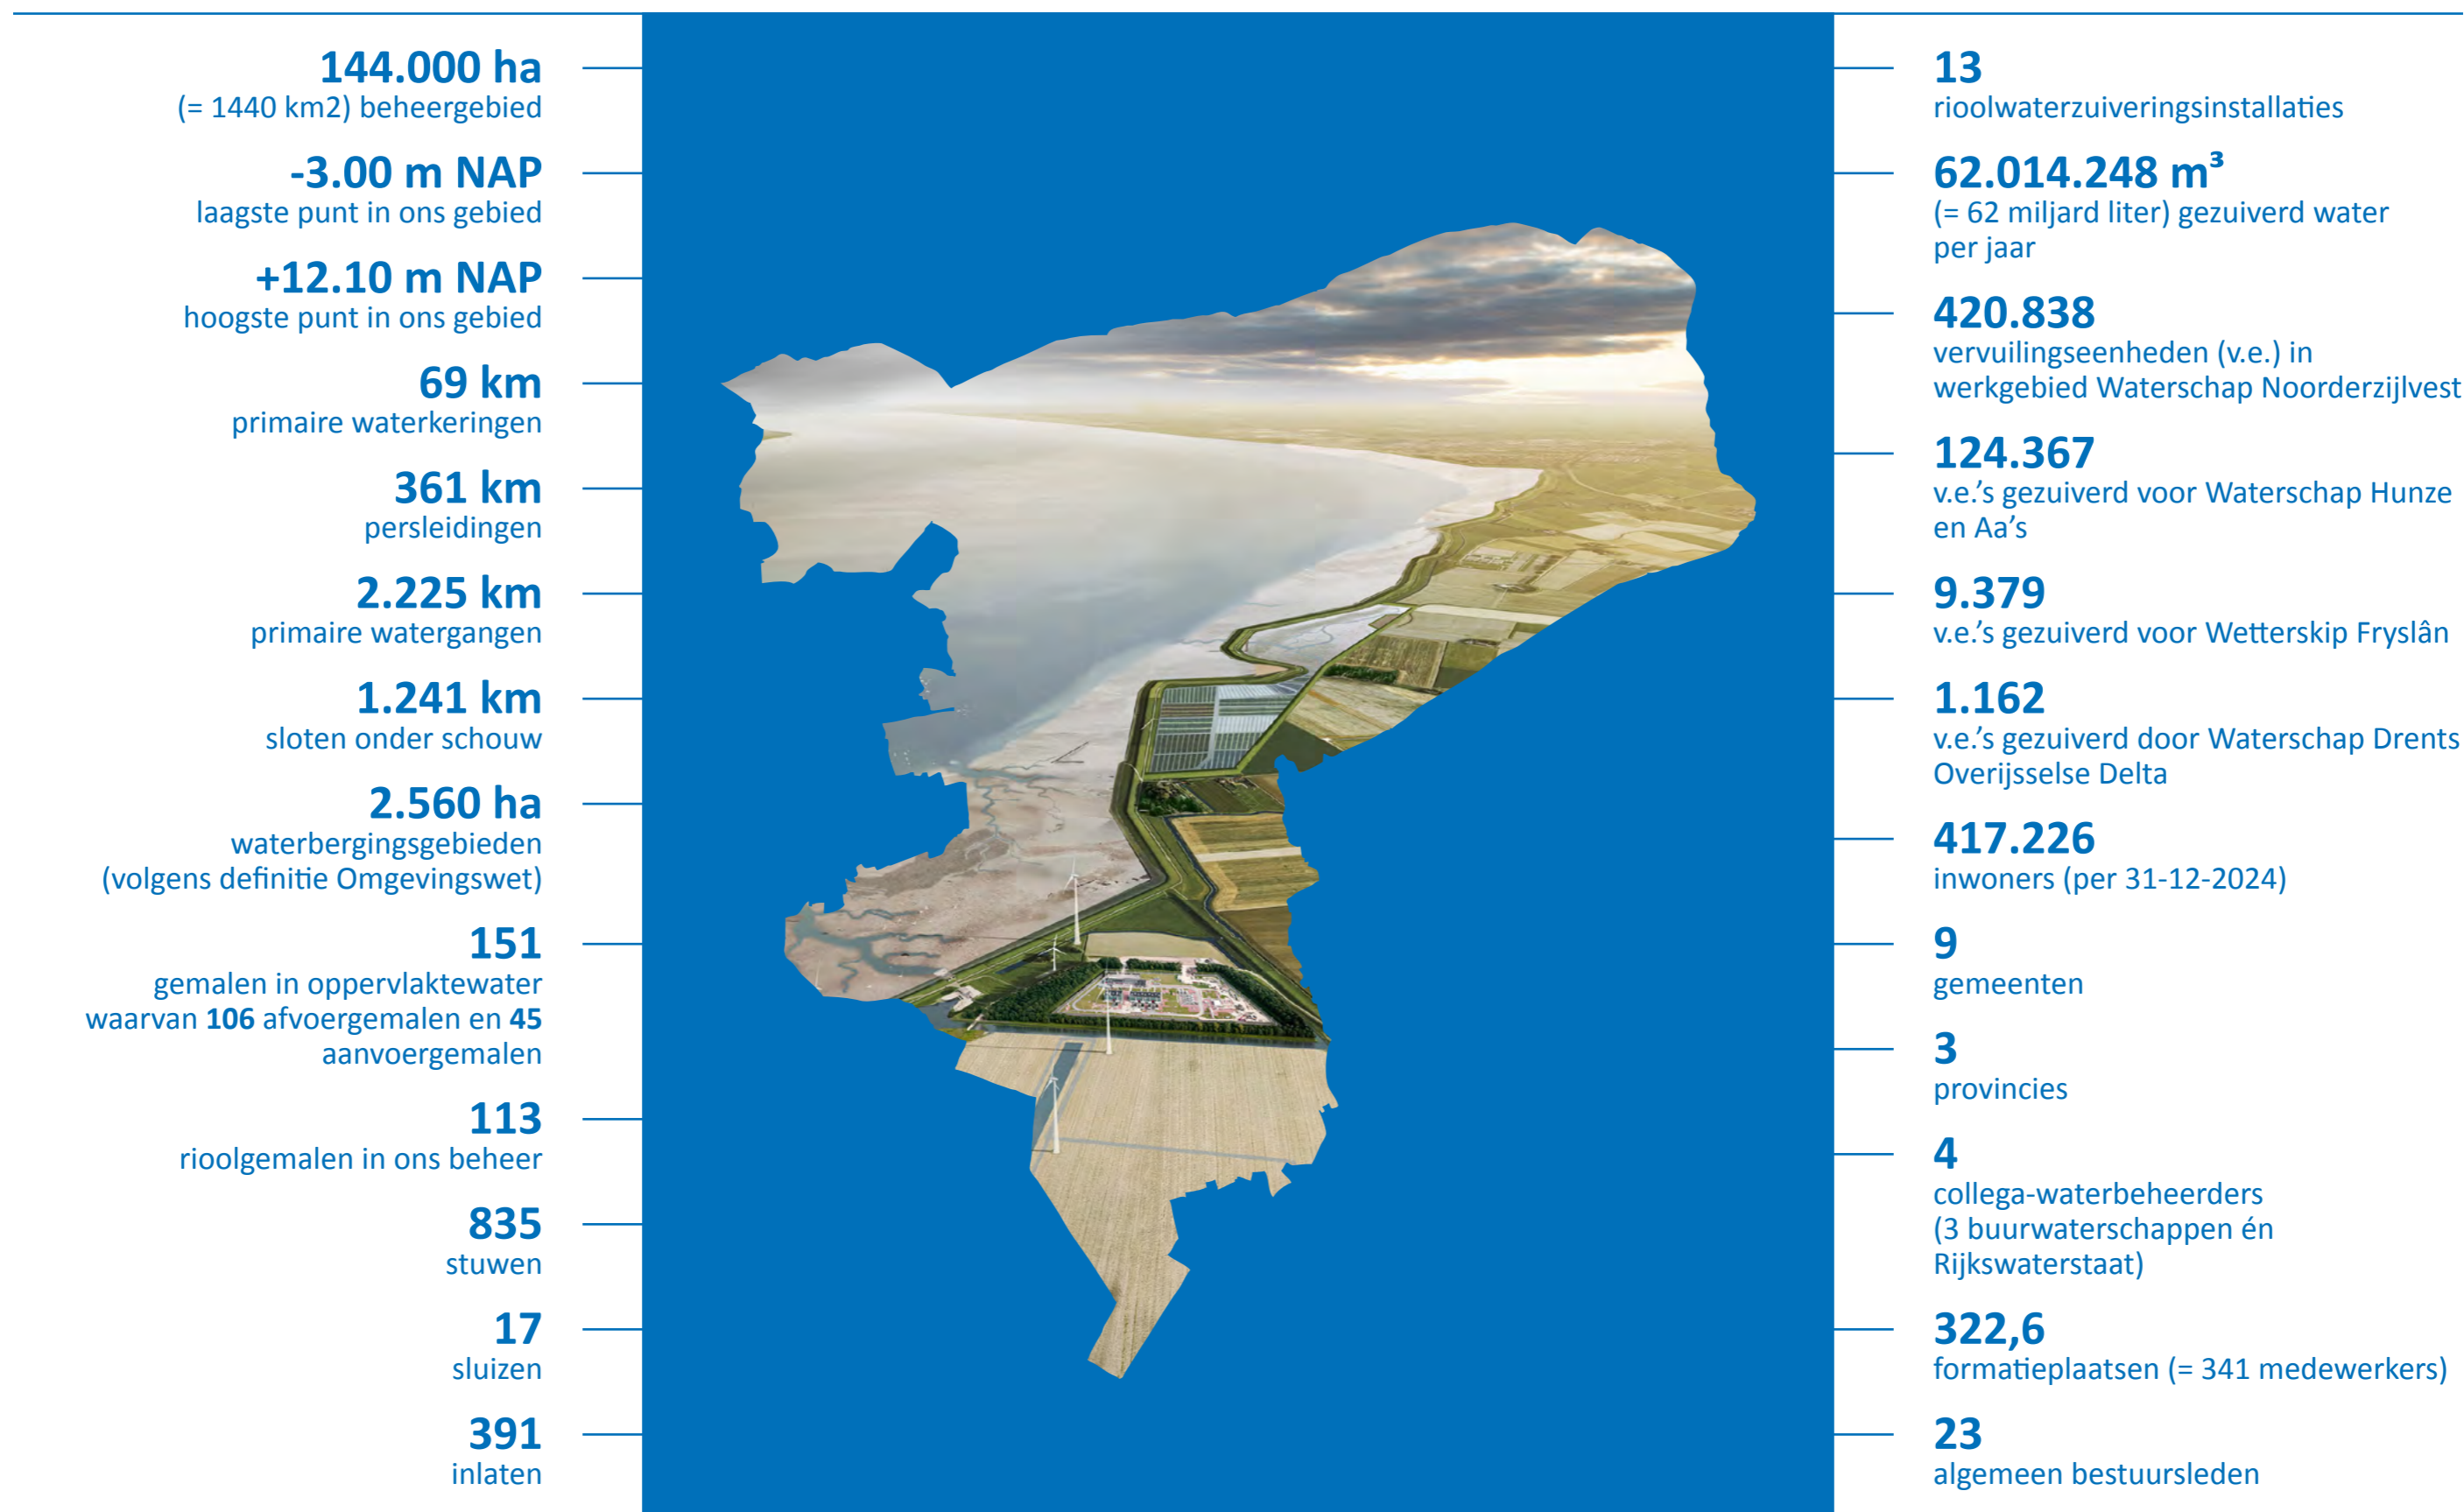 144.000 ha
(= 1440 km2) beheergebied
-3.00 m NAP
laagste punt in ons gebied
+12.10 m NAP
hoogste punt in ons gebied
69 km
primaire waterkeringen
361 km
persleidingen
2.225 km
primaire watergangen
1.241 km
sloten onder schouw
2.560 ha
waterbergingsgebieden
(volgens definitie Omgevingswet)
151
gemalen in oppervlaktewater
waarvan 106 afvoergemalen en 45
aanvoergemalen
113
rioolgemalen in ons beheer
835
stuwen
17
sluizen
391
inlaten
13
rioolwaterzuiveringsinstallaties
62.014.248 m³
(= 62 miljard liter) gezuiverd water
per jaar
420.838
vervuilingseenheden (v.e.) in
werkgebied Waterschap Noorderzijlvest
124.367
v.e.’s gezuiverd voor Waterschap Hunze
en Aa’s
9.379
v.e.’s gezuiverd voor Wetterskip Fryslân
1.162
v.e.’s gezuiverd door Waterschap Drents
Overijsselse Delta
417.226
inwoners (per 31-12-2024)
9
gemeenten
3
provincies
4
collega-waterbeheerders
(3 buurwaterschappen én
Rijkswaterstaat)
322,6
formatieplaatsen (= 341 medewerkers)
23
algemeen bestuursleden